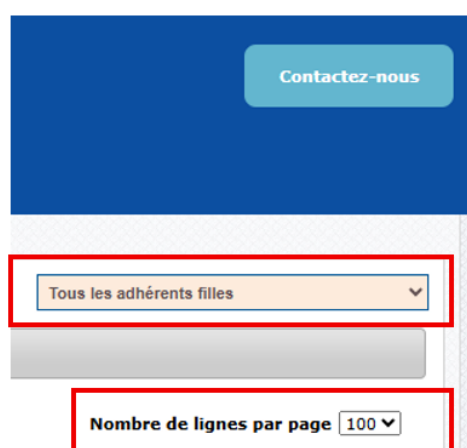 Contactez-nous
Tous les adhérents filles
Nombre de lignes par page 100